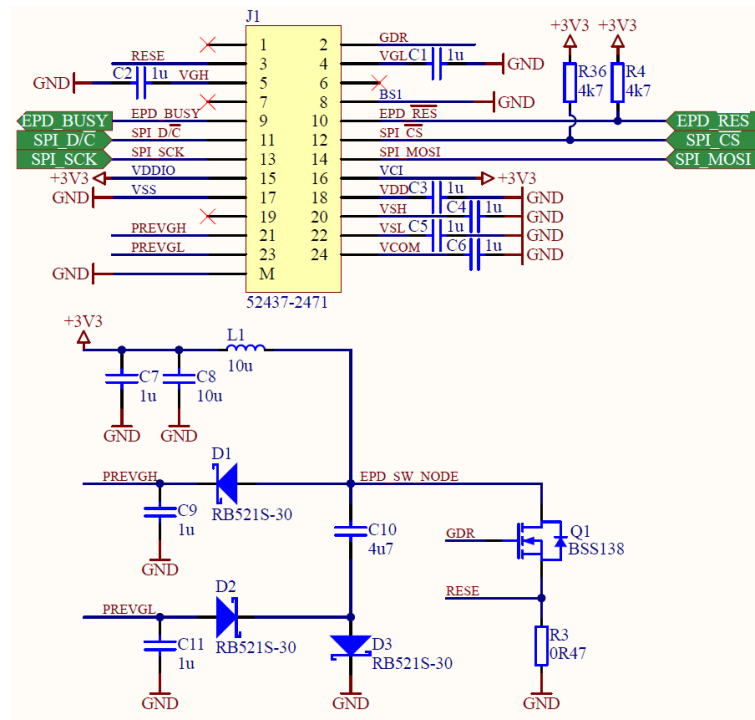 J1
1 2 GDR
RESE 3 4 VGL C1 1u GND
GND C2 1u VGH 5 6
7 8 BS1 GND
EPD_BUSY EPD_BUSY 9 10 EPD_RES EPD_RES
SPI_D/C SPI_D/C 11 12 SPI_CS SPI_CS
SPI_SCK SPI_SCK 13 14 SPI_MOSI SPI_MOSI
+3V3 VDDIO 15 16 VCI +3V3
GND VSS 17 18 VDD C3 1u GND
19 20 VSH C4 1u GND
PREVGH 21 22 VSL C5 1u GND
PREVGL 23 24 VCOM C6 1u GND
GND M
52437-2471
+3V3 +3V3
R36 R4
4k7 4k7
+3V3
L1
10u
C7 C8
1u 10u
GND GND
D1
PREVGH EPD_SW_NODE
RB521S-30
C9
1u
GND
C10
4u7
GDR Q1
BSS138
D2
PREVGL RESE
RB521S-30
C11
1u
GND
D3
RB521S-30
GND
R3
0R47
GND